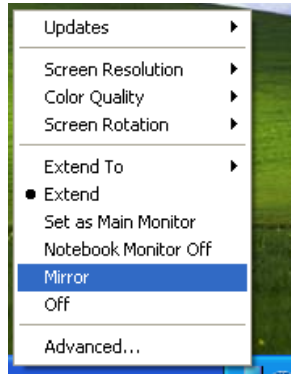 Updates
Screen Resolution
Color Quality
Screen Rotation
Extend To
Extend
Set as Main Monitor
Notebook Monitor Off
Mirror
Off
Advanced...